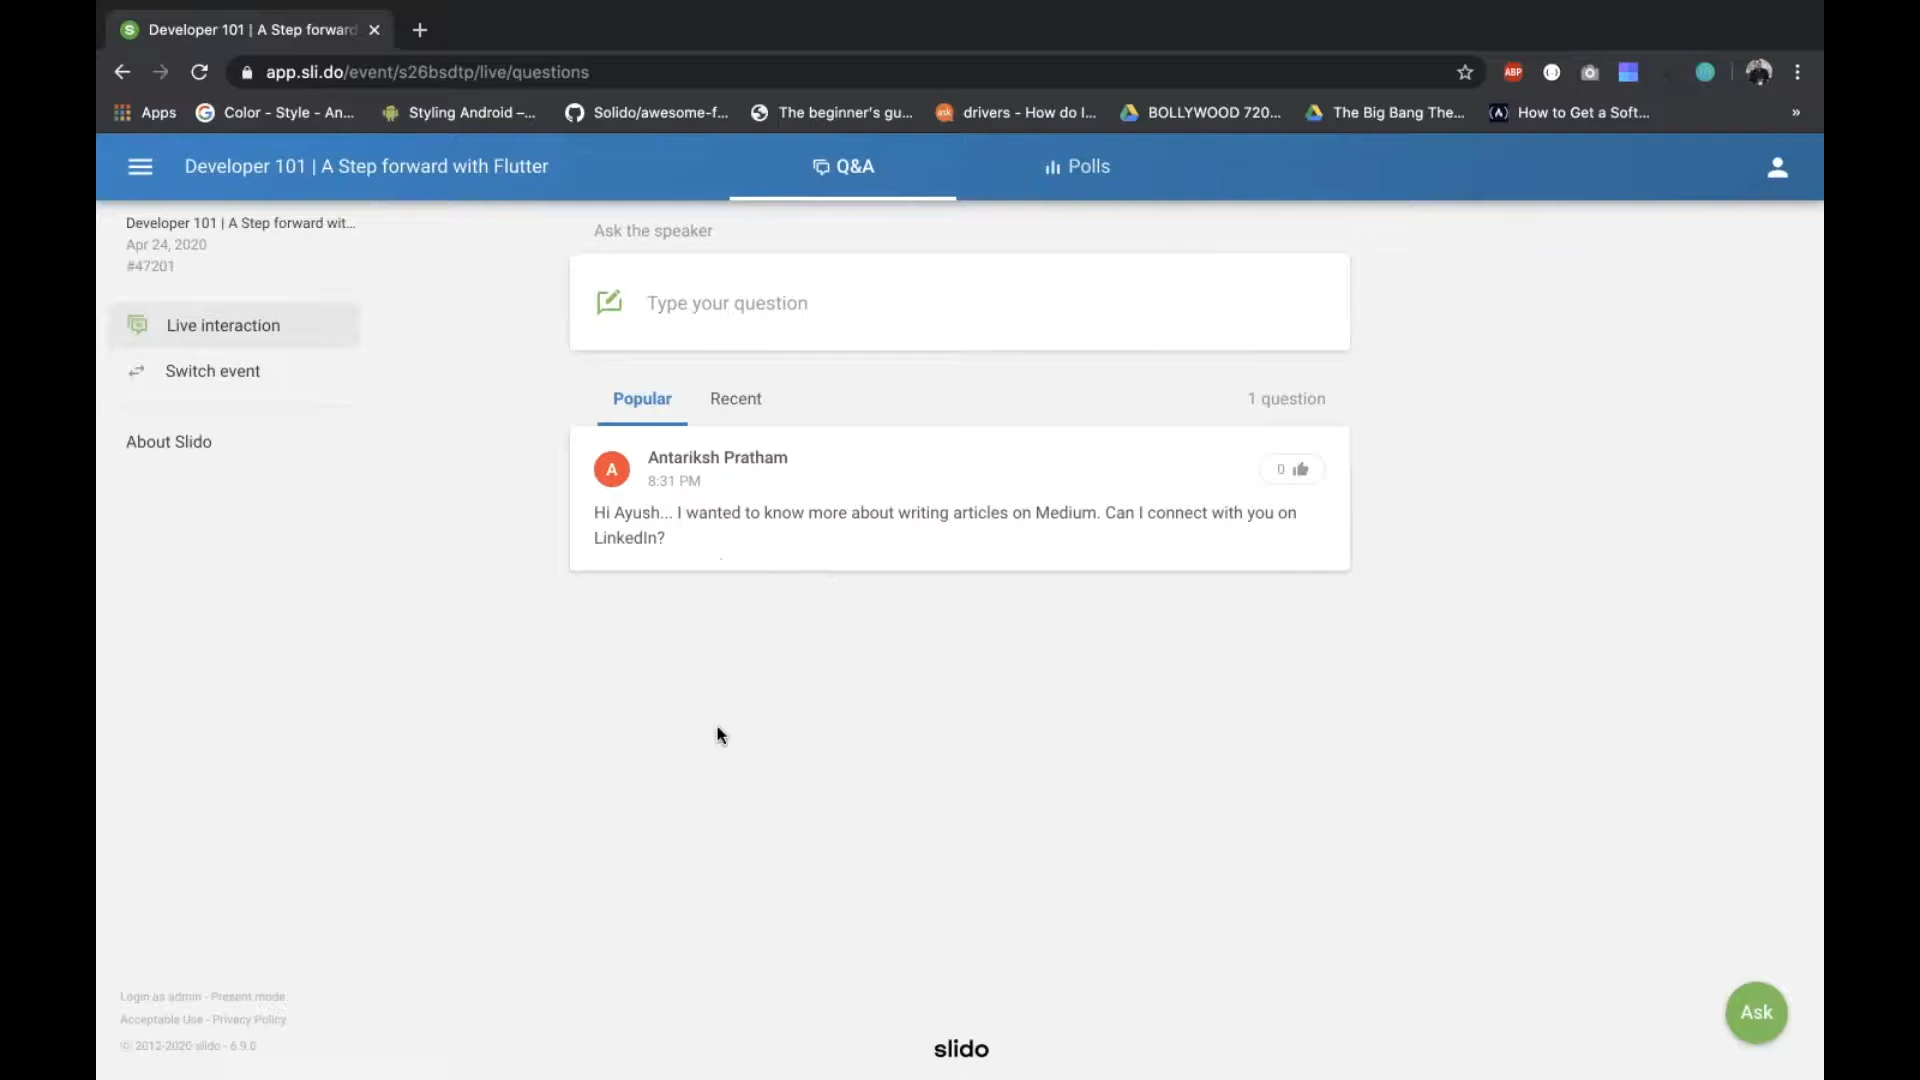 S Developer 101 | A Step forward
app.sli.do/event/s26bsdtp/live/questions
ABP
Apps Color - Style - An... Styling Android –... Solido/awesome-f... The beginner's gu... ask drivers - How do I... BOLLYWOOD 720... The Big Bang The... How to Get a Soft... »
Developer 101 | A Step forward with Flutter Q&A Polls
Developer 101 | A Step forward wit...
Apr 24, 2020
#47201
Live interaction
Switch event
About Slido
Ask the speaker
Type your question
Popular Recent 1 question
A Antariksh Pratham 0
8:31 PM
Hi Ayush... I wanted to know more about writing articles on Medium. Can I connect with you on
LinkedIn?
Login as admin - Present mode
Acceptable Use - Privacy Policy
© 2012-2020 slido - 6.9.0
slido
Ask